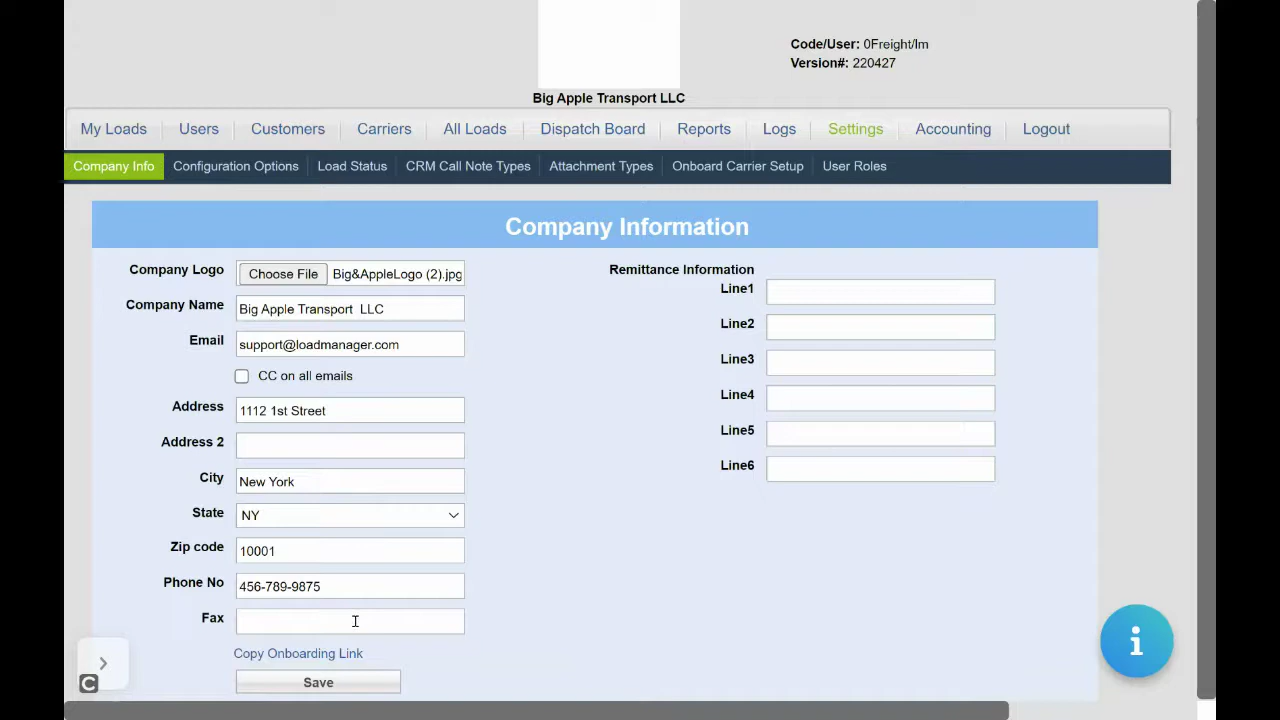 Code/User: 0Freight/lm
Version#: 220427
Big Apple Transport LLC
My Loads Users Customers Carriers All Loads Dispatch Board Reports Logs Settings Accounting Logout
Company Info Configuration Options Load Status CRM Call Note Types Attachment Types Onboard Carrier Setup User Roles
Company Information
Company Logo Choose File Big&AppleLogo (2).jpg
Company Name Big Apple Transport LLC
Email support@loadmanager.com
CC on all emails
Address 1112 1st Street
Address 2
City New York
State NY
Zip code 10001
Phone No 456-789-9875
Fax
Copy Onboarding Link
Save
Remittance Information
Line1
Line2
Line3
Line4
Line5
Line6
i
C